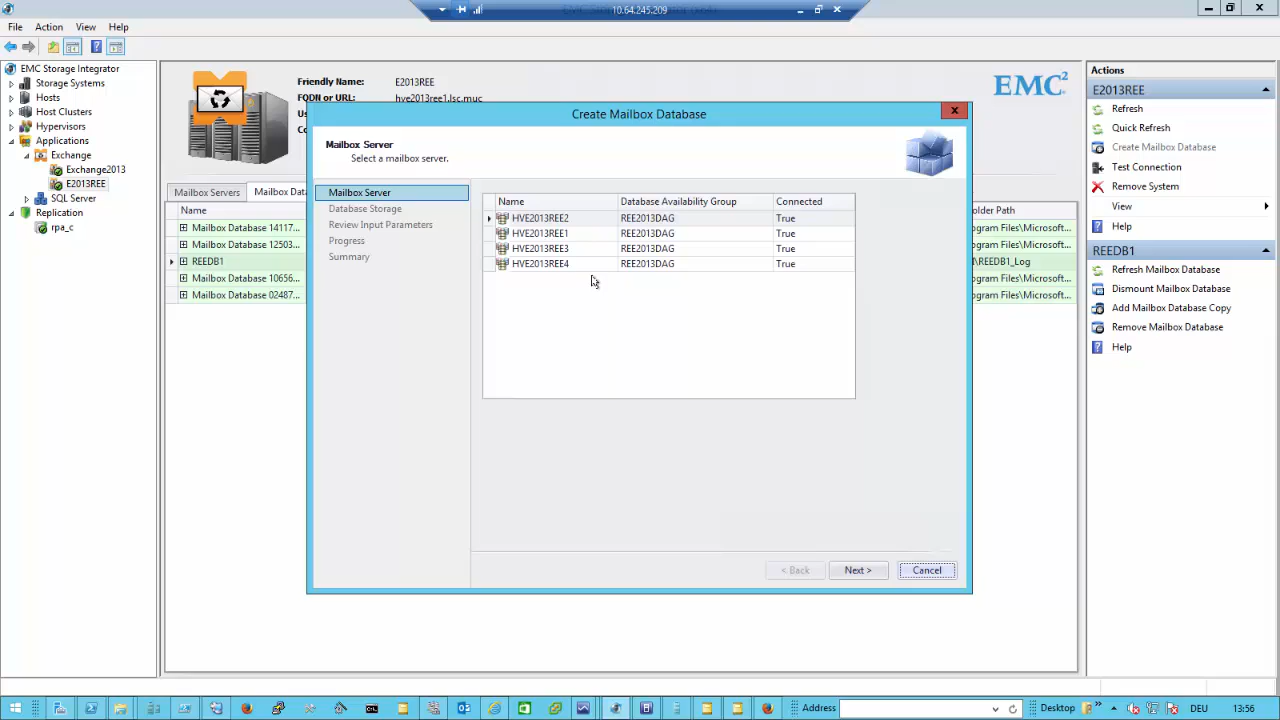 10.64.245.209
File Action View Help
EMC Storage Integrator
Storage Systems
Hosts
Host Clusters
Hypervisors
Applications
Exchange
Exchange2013
E2013REE
SQL Server
Replication
rpa_c
Friendly Name: E2013REE
FQDN or URL: hve2013ree1.lsc.muc
EMC²
Mailbox Servers Mailbox Dat
Name
Mailbox Database 14117...
Mailbox Database 12503...
REEDB1
Mailbox Database 10656...
Mailbox Database 02487...
older Path
ogram Files\Microsoft...
ogram Files\Microsoft...
\REEDB1_Log
ogram Files\Microsoft...
ogram Files\Microsoft...
Create Mailbox Database
Mailbox Server
Select a mailbox server.
Mailbox Server
Database Storage
Review Input Parameters
Progress
Summary
Name Database Availability Group Connected
HVE2013REE2 REE2013DAG True
HVE2013REE1 REE2013DAG True
HVE2013REE3 REE2013DAG True
HVE2013REE4 REE2013DAG True
< Back Next > Cancel
Actions
E2013REE
Refresh
Quick Refresh
Create Mailbox Database
Test Connection
Remove System
View
Help
REEDB1
Refresh Mailbox Database
Dismount Mailbox Database
Add Mailbox Database Copy
Remove Mailbox Database
Help
Address Desktop DEU 13:56